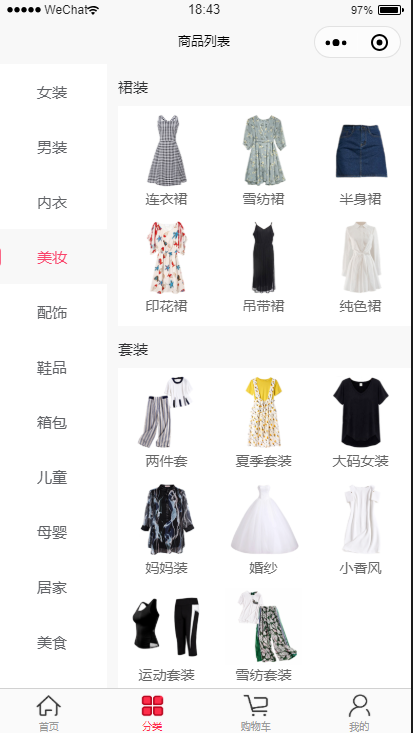 ●●●●● WeChat 18:43 97%
商品列表
女装
男装
内衣
美妆
配饰
鞋品
箱包
儿童
母婴
居家
美食
裙装
连衣裙 雪纺裙 半身裙
印花裙 吊带裙 纯色裙
套装
两件套 夏季套装 大码女装
妈妈装 婚纱 小香风
运动套装 雪纺套装
首页 分类 购物车 我的